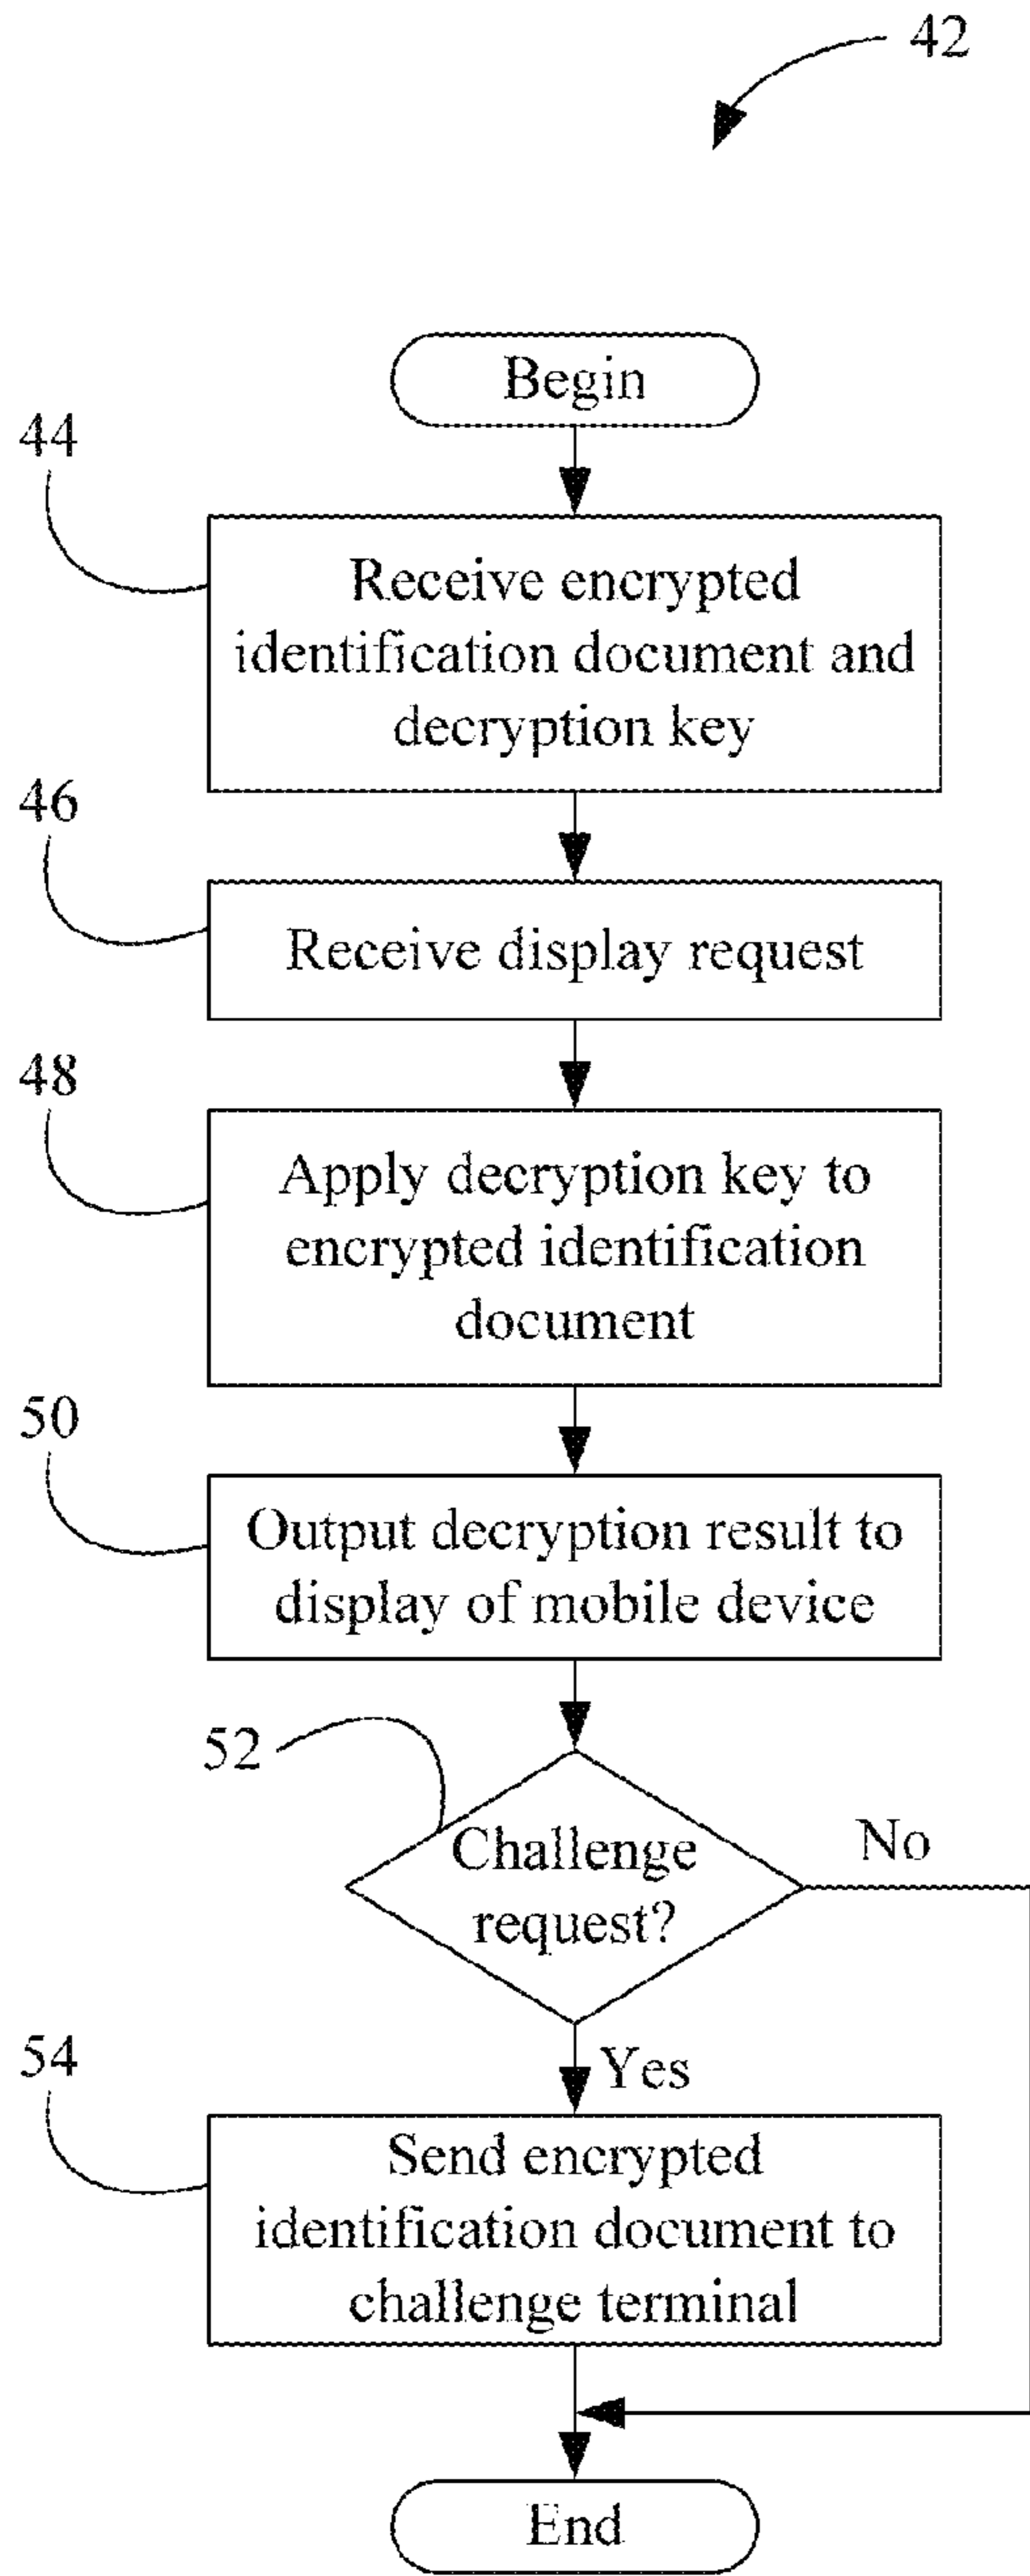 42
Begin
44
Receive encrypted
identification document and
decryption key
46
Receive display request
48
Apply decryption key to
encrypted identification
document
50
Output decryption result to
display of mobile device
52
Challenge
request?
No
Yes
54
Send encrypted
identification document to
challenge terminal
End